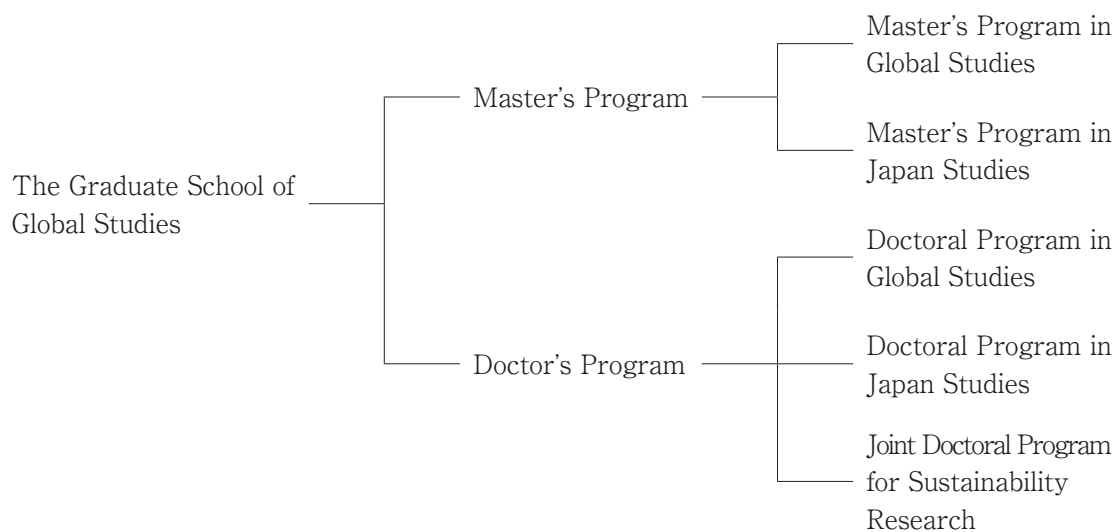 The Graduate School of
Global Studies
Master’s Program
Master’s Program in
Global Studies
Master’s Program in
Japan Studies
Doctor’s Program
Doctoral Program in
Global Studies
Doctoral Program in
Japan Studies
Joint Doctoral Program
for Sustainability
Research